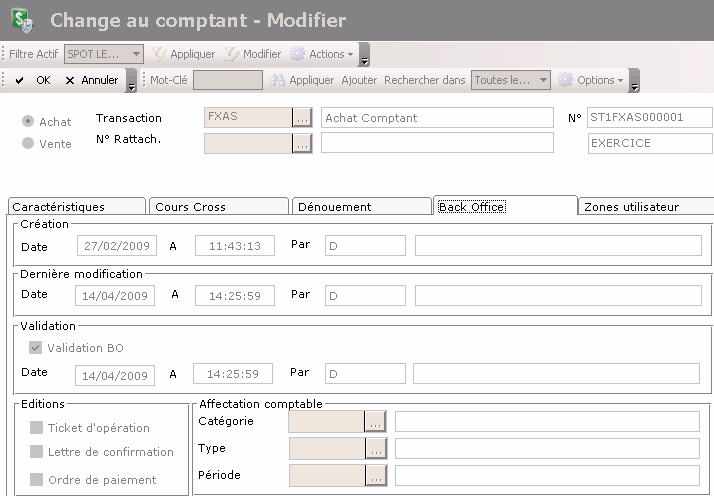 Change au comptant - Modifier
Filtre Actif SPOT LE... Appliquer Modifier Actions
OK Annuler Mot-Clé Appliquer Ajouter Rechercher dans Toutes le... Options
Achat Transaction FXAS ... Achat Comptant N° ST1FXAS000001
Vente N° Rattach. ... EXERCICE
Caractéristiques Cours Cross Dénouement Back Office Zones utilisateur
Création
Date 27/02/2009 A 11:43:13 Par D
Dernière modification
Date 14/04/2009 A 14:25:59 Par D
Validation
Validation BO
Date 14/04/2009 A 14:25:59 Par D
Editions Affectation comptable
Catégorie ...
Ticket d'opération
Type ...
Lettre de confirmation
Période ...
Ordre de paiement